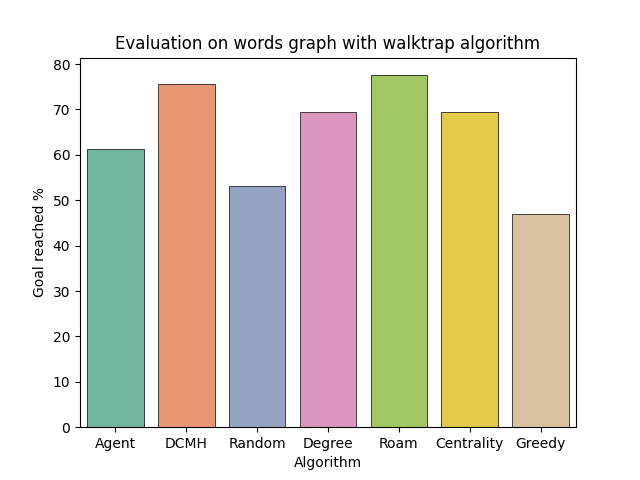 Evaluation on words graph with walktrap algorithm
80
70
60
50
40
30
20
10
0
Goal reached %
Agent DCMH Random Degree Roam Centrality Greedy
Algorithm